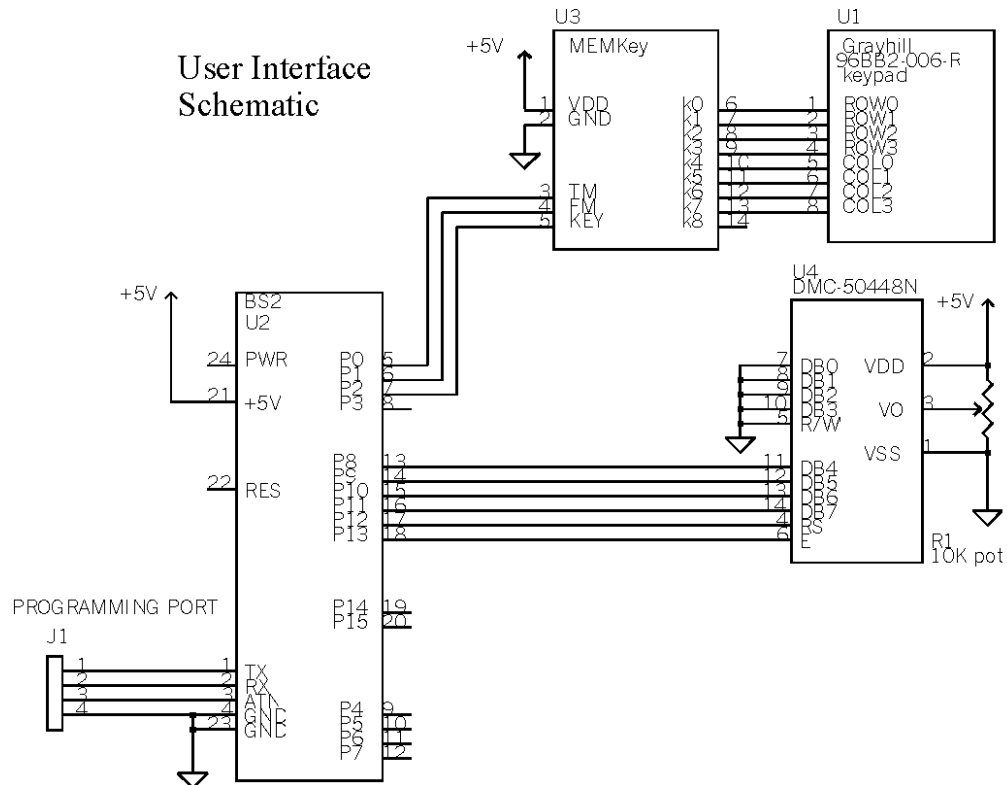 User Interface
Schematic
+5V
U3
MEMKey
1 VDD
2 GND
3 TM
4 FM
5 KEY
k0 6
k1 7
k2 8
k3 9
k4 10
k5 11
k6 12
k7 13
k8 14
U1
Grayhill
96BB2-006-R
keypad
1 ROW0
2 ROW1
3 ROW2
4 ROW3
5 COL0
6 COL1
7 COL2
8 COL3
+5V
BS2
U2
24 PWR
21 +5V
22 RES
P0 5
P1 6
P2 7
P3 8
P8 13
P9 14
P10 15
P11 16
P12 17
P13 18
P14 19
P15 20
P4 9
P5 10
P6 11
P7 12
U4
DMC-50448N
+5V
7 DB0
8 DB1
9 DB2
10 DB3
5 R/W
11 DB4
12 DB5
13 DB6
14 DB7
4 RS
6 E
VDD 2
VO 3
VSS 1
R1
10K pot
PROGRAMMING PORT
J1
1 1 TX
2 2 RX
3 3 ATN
4 4 GND
23 GND